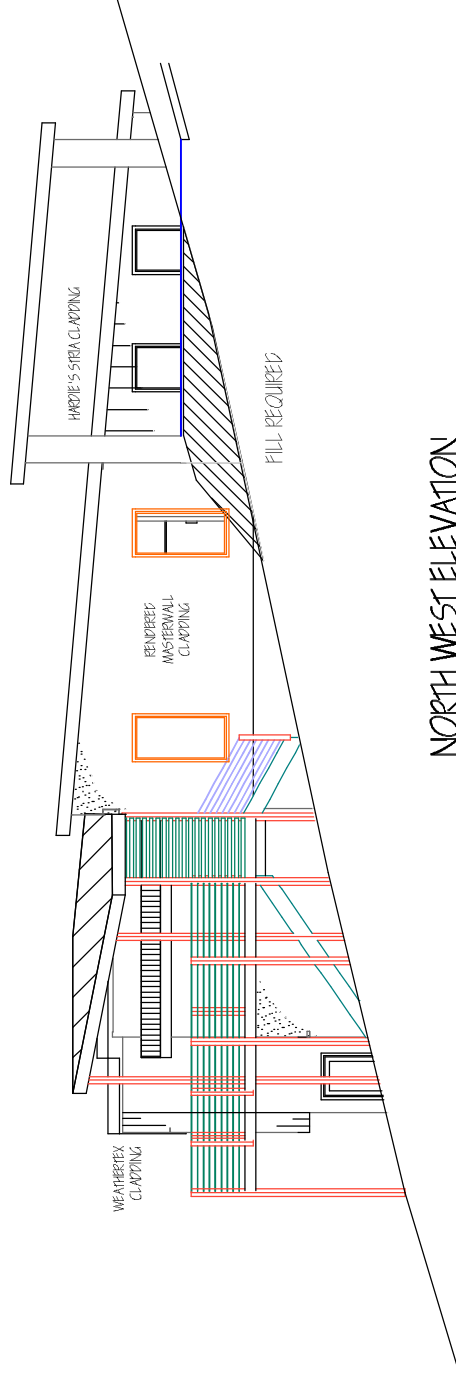 WEATHERTEX
CLADDING
RENDERED
MASTERWALL
CLADDING
HARDIE'S STRIA CLADDING
FILL REQUIRED
NORTH WEST ELEVATION